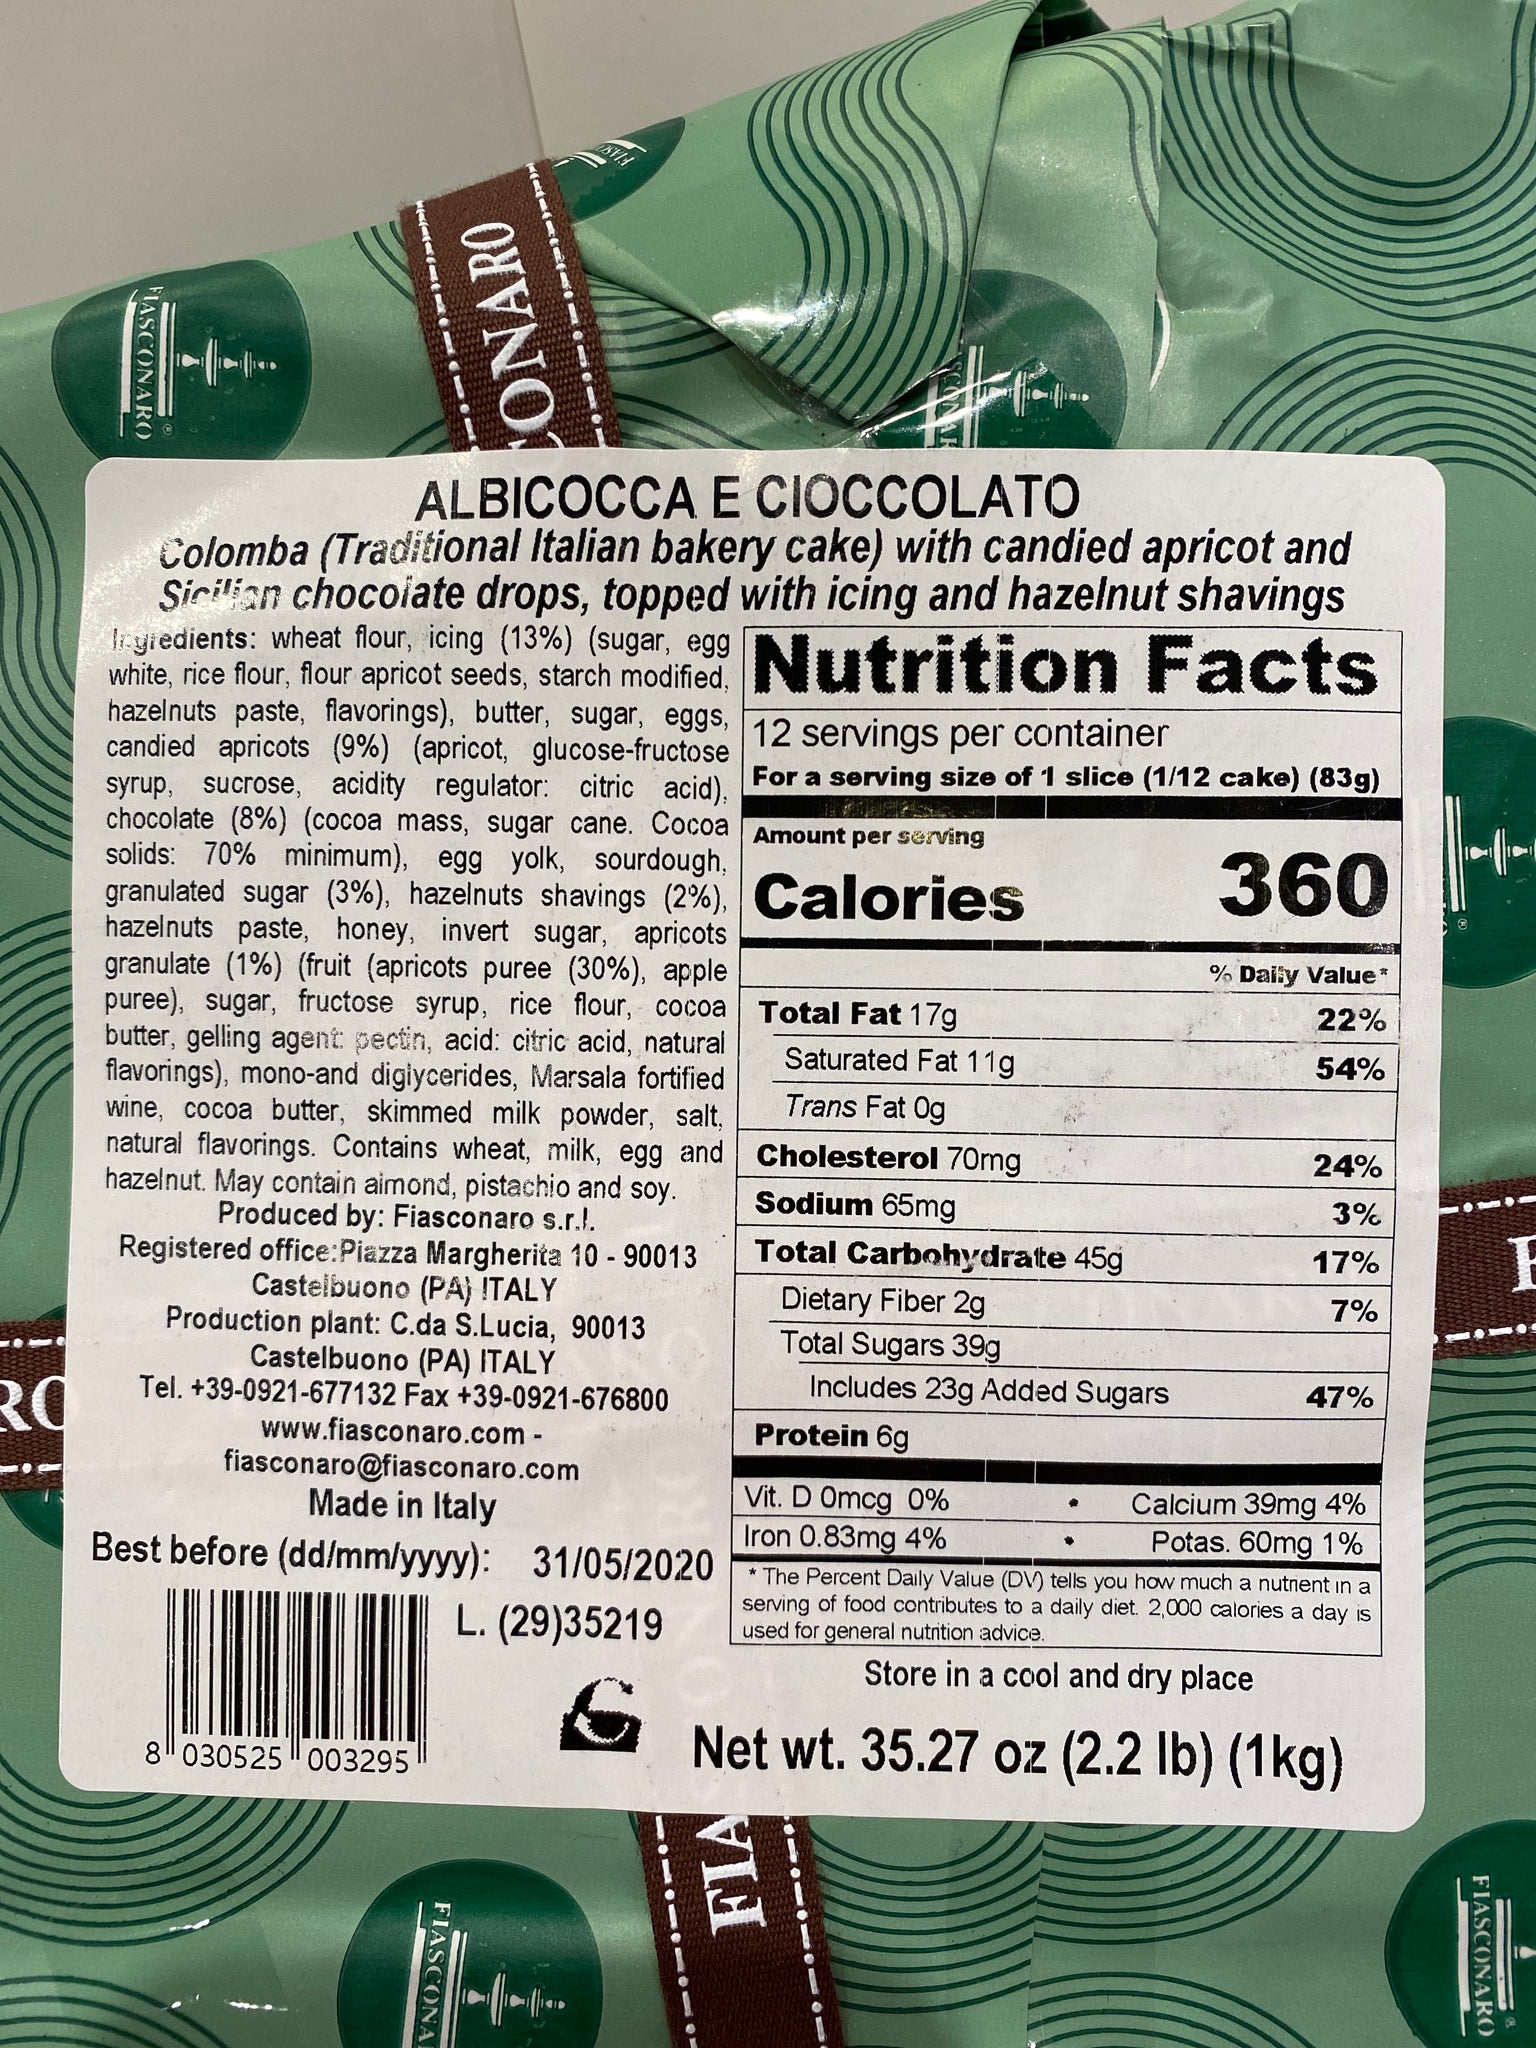 FIASCONARO
FIASCONARO
CONARO
SCONAR
ALBICOCCA E CIOCCOLATO
Colomba (Traditional Italian bakery cake) with candied apricot and
Sicilian chocolate drops, topped with icing and hazelnut shavings
Ingredients: wheat flour, icing (13%) (sugar, egg
white, rice flour, flour apricot seeds, starch modified,
hazelnuts paste, flavorings), butter, sugar, eggs,
candied apricots (9%) (apricot, glucose-fructose
syrup, sucrose, acidity regulator: citric acid),
chocolate (8%) (cocoa mass, sugar cane. Cocoa
solids: 70% minimum), egg yolk, sourdough,
granulated sugar (3%), hazelnuts shavings (2%),
hazelnuts paste, honey, invert sugar, apricots
granulate (1%) (fruit (apricots puree (30%), apple
puree), sugar, fructose syrup, rice flour, cocoa
butter, gelling agent: pectin, acid: citric acid, natural
flavorings), mono-and diglycerides, Marsala fortified
wine, cocoa butter, skimmed milk powder, salt,
natural flavorings. Contains wheat, milk, egg and
hazelnut. May contain almond, pistachio and soy.
Produced by: Fiasconaro s.r.l.
Registered office:Piazza Margherita 10 - 90013
Castelbuono (PA) ITALY
Production plant: C.da S.Lucia, 90013
Castelbuono (PA) ITALY
Tel. +39-0921-677132 Fax +39-0921-676800
www.fiasconaro.com -
fiasconaro@fiasconaro.com
Made in Italy
Best before (dd/mm/yyyy): 31/05/2020
L. (29)35219
8 030525 003295
Nutrition Facts
12 servings per container
For a serving size of 1 slice (1/12 cake) (83g)
Amount per serving
Calories 360
% Daily Value*
Total Fat 17g 22%
Saturated Fat 11g 54%
Trans Fat 0g
Cholesterol 70mg 24%
Sodium 65mg 3%
Total Carbohydrate 45g 17%
Dietary Fiber 2g 7%
Total Sugars 39g
Includes 23g Added Sugars 47%
Protein 6g
Vit. D 0mcg 0% • Calcium 39mg 4%
Iron 0.83mg 4% • Potas. 60mg 1%
* The Percent Daily Value (DV) tells you how much a nutrient in a
serving of food contributes to a daily diet. 2,000 calories a day is
used for general nutrition advice.
Store in a cool and dry place
Net wt. 35.27 oz (2.2 lb) (1kg)
RO
FIA
FIASCONA
FIASCONARO